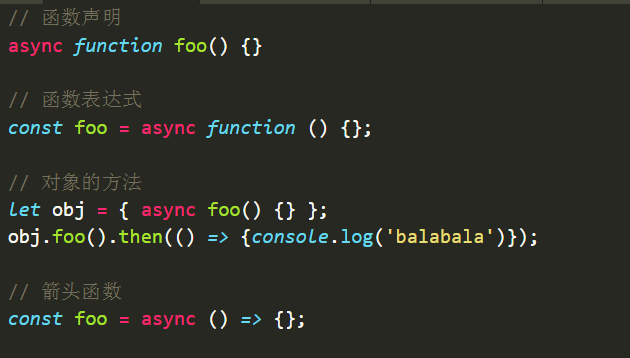 // 函数声明
async function foo() {}
// 函数表达式
const foo = async function () {};
// 对象的方法
let obj = { async foo() {} };
obj.foo().then(() => {console.log('balabala')});
// 箭头函数
const foo = async () => {};